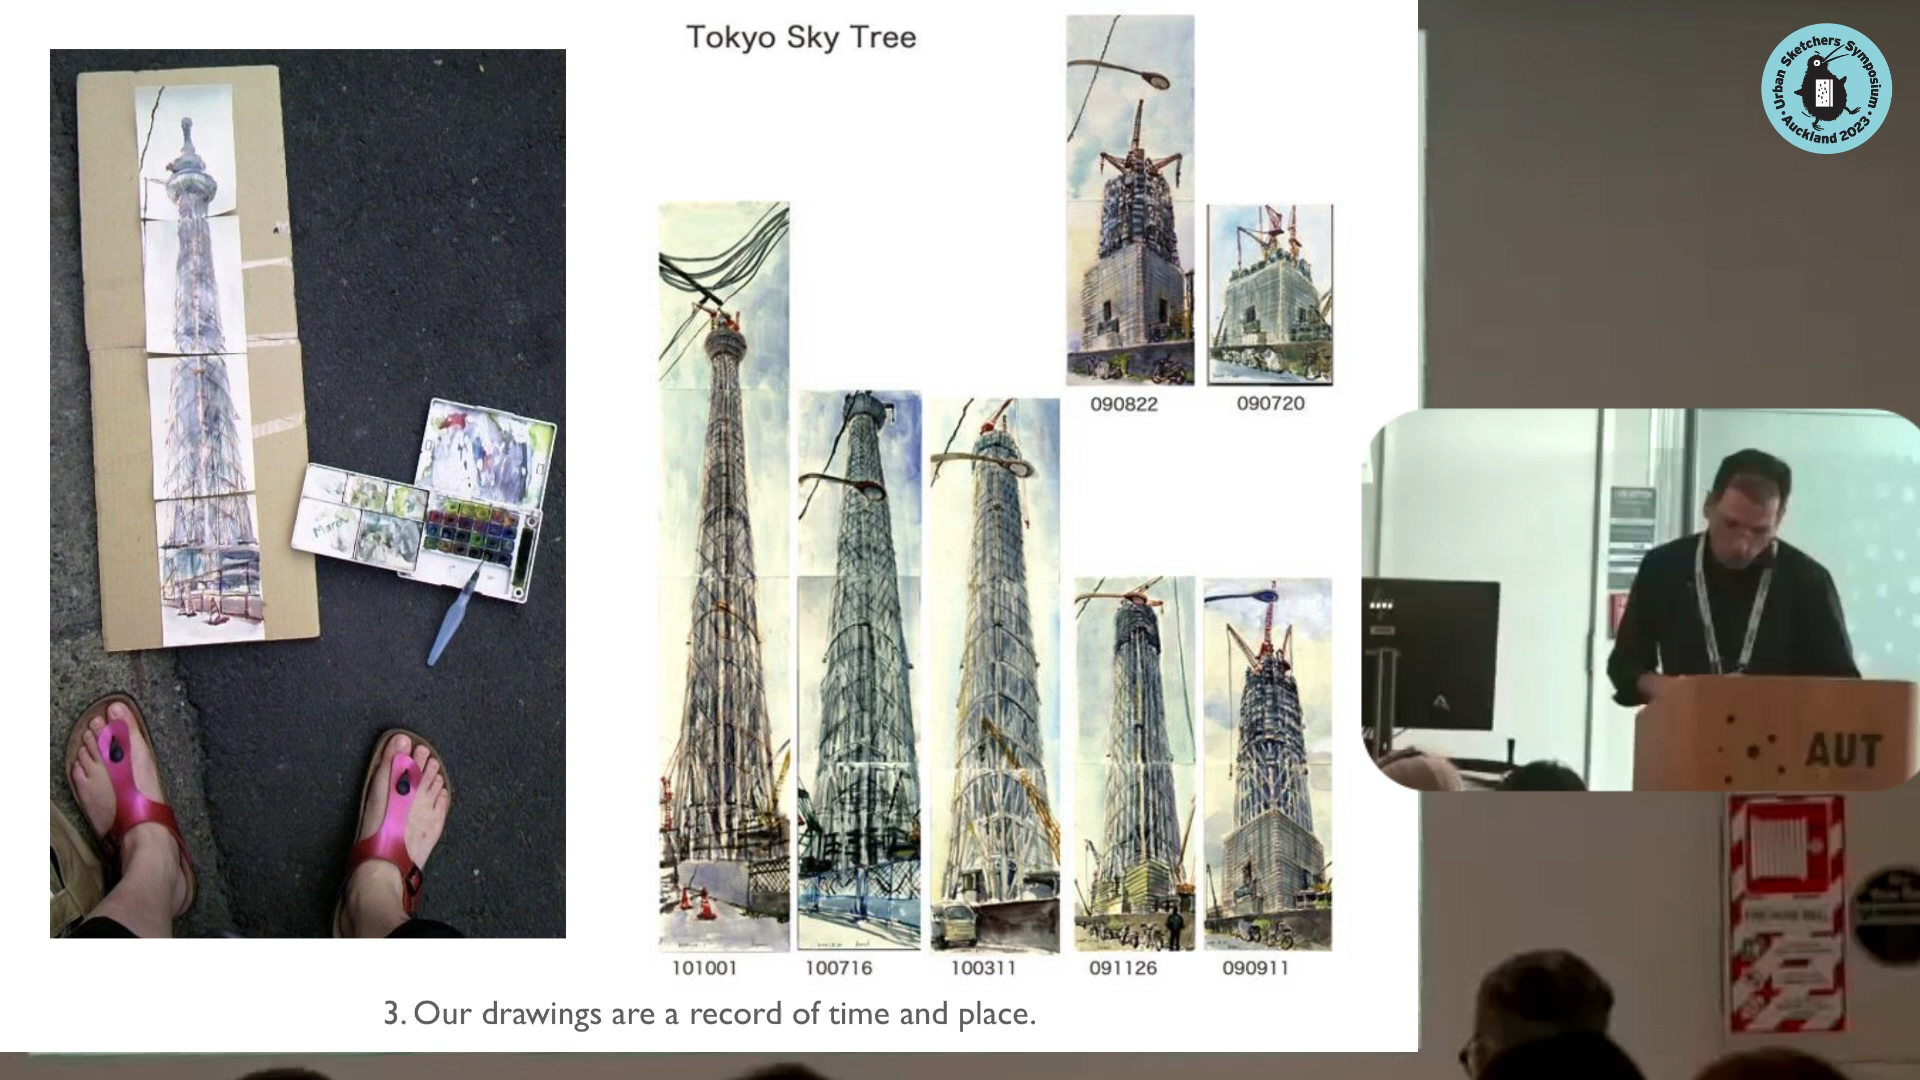 Tokyo Sky Tree
090822
090720
101001
100716
100311
091126
090911
3. Our drawings are a record of time and place.
Urban Sketchers Symposium
Auckland 2023
AUT